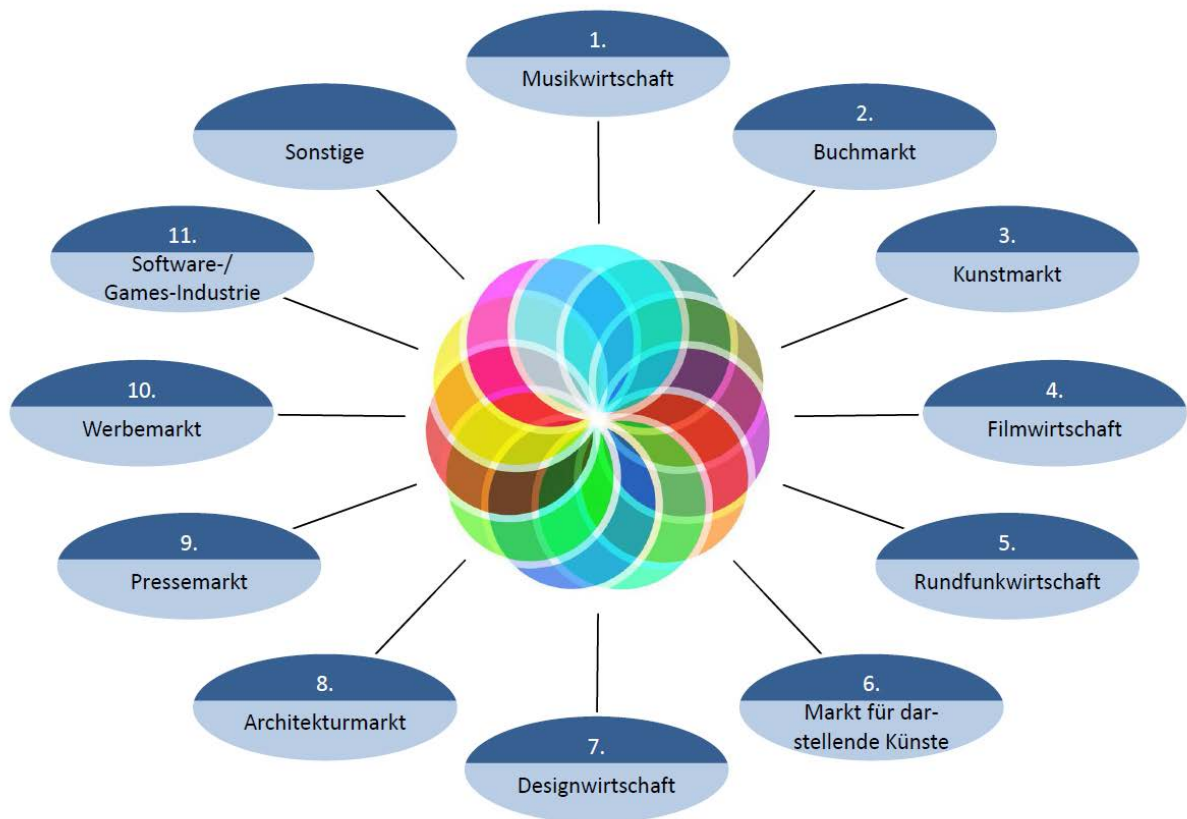 1.
Musikwirtschaft
2.
Buchmarkt
3.
Kunstmarkt
4.
Filmwirtschaft
5.
Rundfunkwirtschaft
6.
Markt für dar-
stellende Künste
7.
Designwirtschaft
8.
Architekturmarkt
9.
Pressemarkt
10.
Werbemarkt
11.
Software-/
Games-Industrie
Sonstige